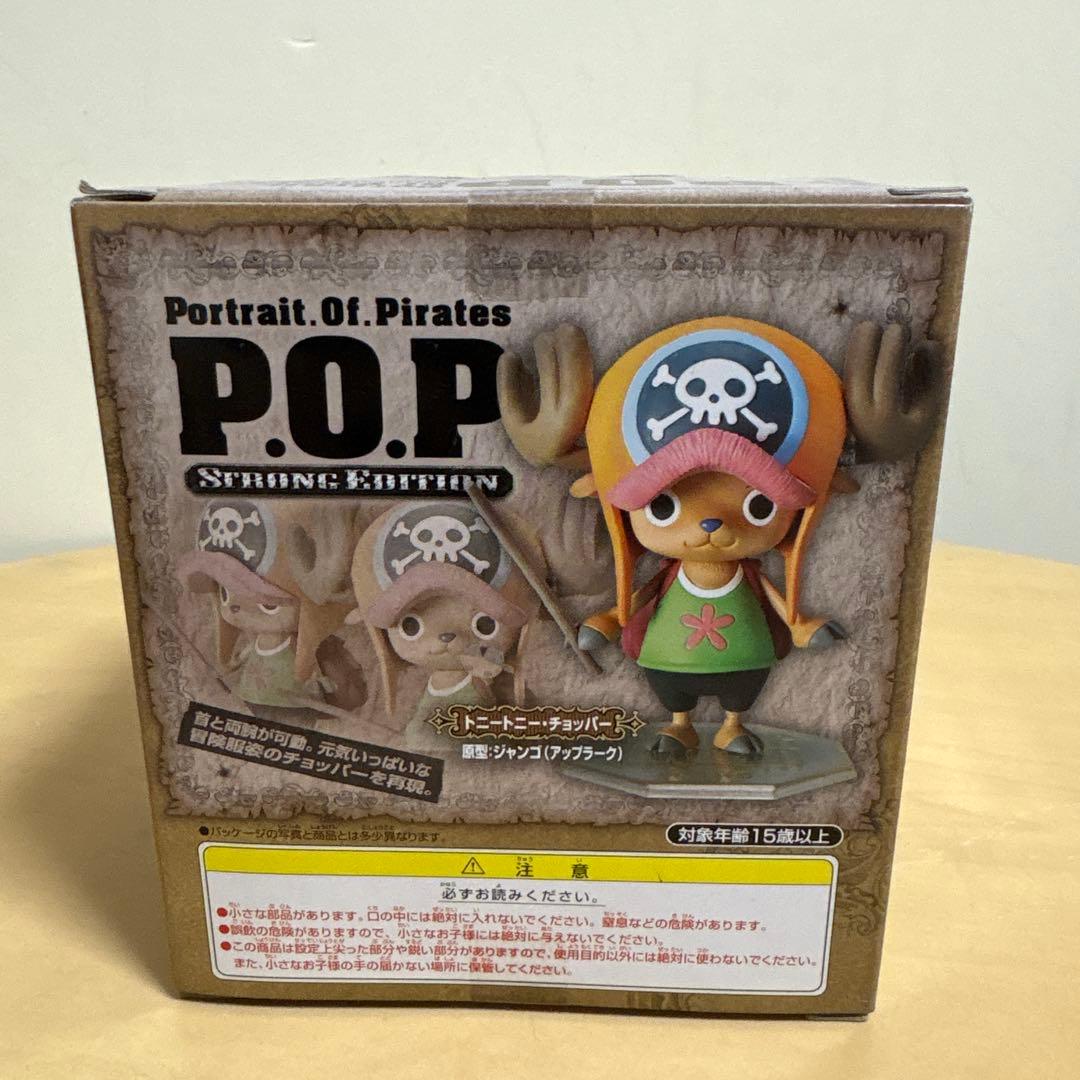 Portrait.Of.Pirates
P.O.P
STRONG EDITION
トニートニー・チョッパー
原型:ジャンゴ(アップラーク)
首と両腕が可動。元気いっぱいな
冒険服姿のチョッパーを再現。
●パッケージの写真と商品とは多少異なります。
対象年齢15歳以上
⚠ 注意
必ずお読みください。
●小さな部品があります。口の中には絶対に入れないでください。窒息などの危険があります。
●誤飲の危険がありますので、小さなお子様には絶対に与えないでください。
●この商品は設定上尖った部分や鋭い部分がありますので、使用目的以外には絶対に使わないでください。
また、小さなお子様の手の届かない場所に保管してください。